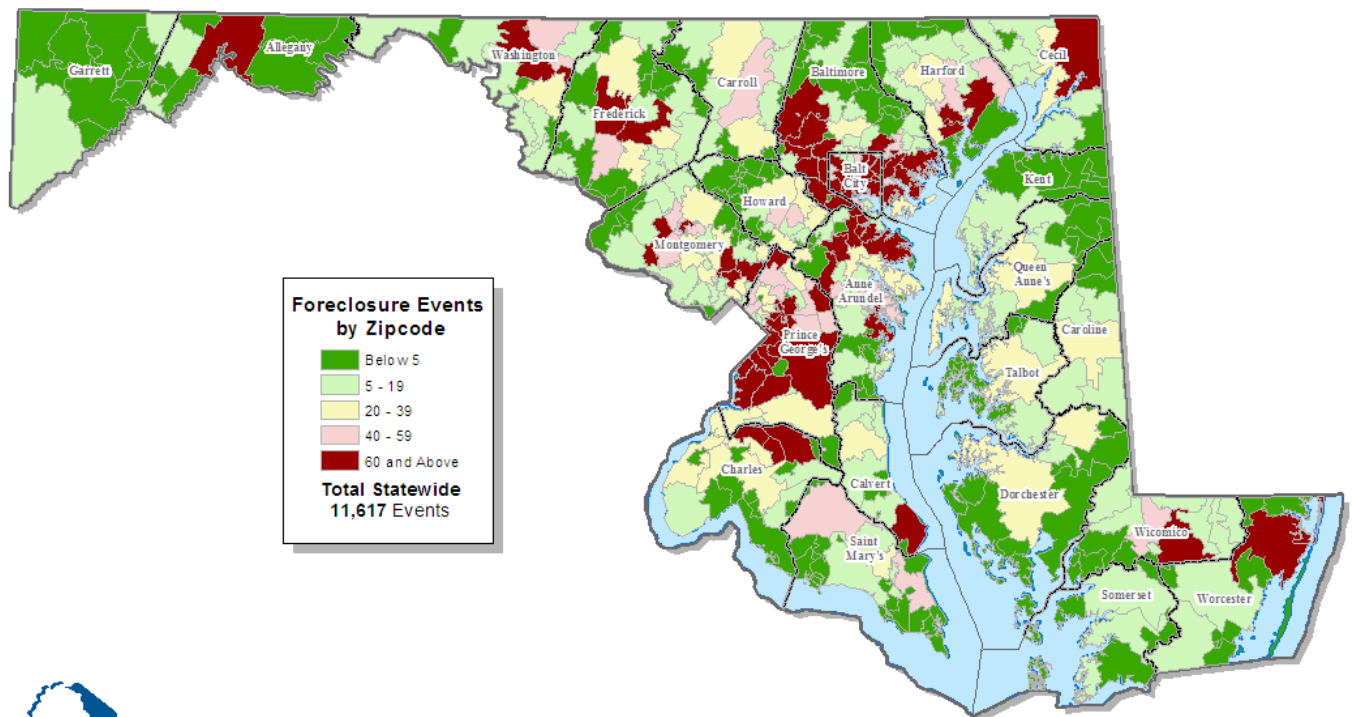 Garrett
Allegany
Washington
Frederick
Carroll
Baltimore
Harford
Cecil
Balt
City
Kent
Howard
Montgomery
Anne
Arundel
Queen
Anne's
Prince
George's
Caroline
Talbot
Foreclosure Events
by Zipcode
Below 5
5 - 19
20 - 39
40 - 59
60 and Above
Total Statewide
11,617 Events
Charles
Calvert
Dorchester
Saint
Mary's
Wicomico
Somerset
Worcester